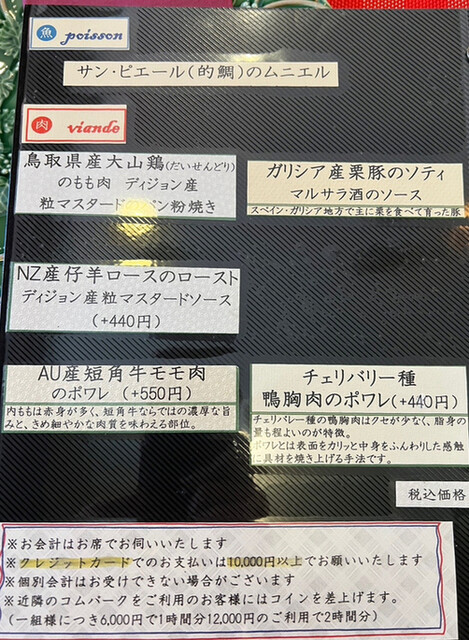 魚 poisson
サン・ピエール(的鯛)のムニエル
肉 viande
鳥取県産大山鶏(だいせんどり)
のもも肉 ディジョン産
粒マスタードのパン粉焼き
ガリシア産栗豚のソティ
マルサラ酒のソース
スペイン・ガリシア地方で主に栗を食べて育った豚
NZ産仔羊ロースのロースト
ディジョン産粒マスタードソース
(+440円)
AU産短角牛モモ肉
のポワレ (+550円)
内ももは赤身が多く、短角牛ならではの濃厚な旨
みと、きめ細やかな肉質を味わえる部位。
チェリバリー種
鴨胸肉のポワレ(+440円)
チェリバレー種の鴨胸肉はクセが少なく、脂身の
量も程よいのが特徴。
ポワレとは表面をカリッと中身をふんわりした感触
に具材を焼き上げる手法です。
税込価格
※お会計はお席でお伺いいたします
※クレジットカードでのお支払いは10,000円以上でお願いいたします
※個別会計はお受けできない場合がございます
※近隣のコムパークをご利用のお客様にはコインを差上げます。
(一組様につき6,000円で1時間分12,000円のご利用で2時間分)